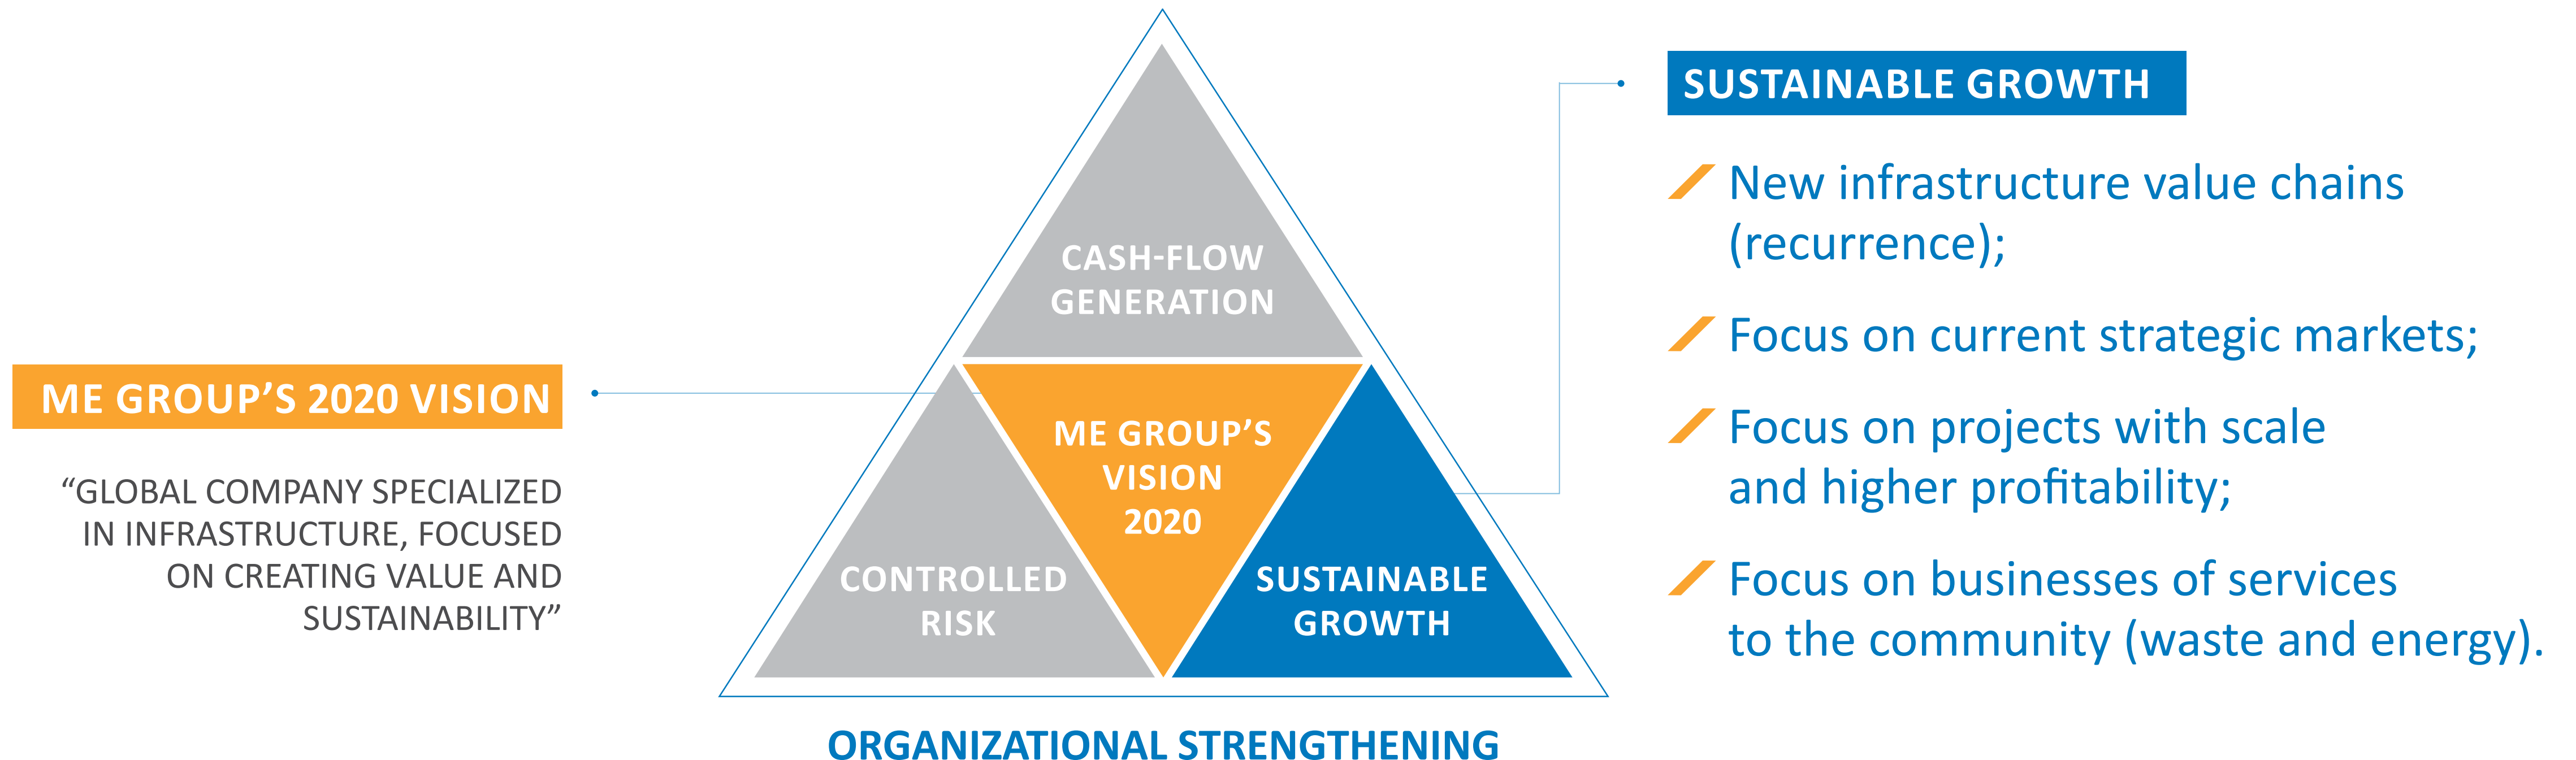 ME GROUP’S 2020 VISION
“GLOBAL COMPANY SPECIALIZED
IN INFRASTRUCTURE, FOCUSED
ON CREATING VALUE AND
SUSTAINABILITY”
CASH-FLOW
GENERATION
ME GROUP’S
VISION
2020
CONTROLLED
RISK
SUSTAINABLE
GROWTH
ORGANIZATIONAL STRENGTHENING
SUSTAINABLE GROWTH
New infrastructure value chains
(recurrence);
Focus on current strategic markets;
Focus on projects with scale
and higher profitability;
Focus on businesses of services
to the community (waste and energy).